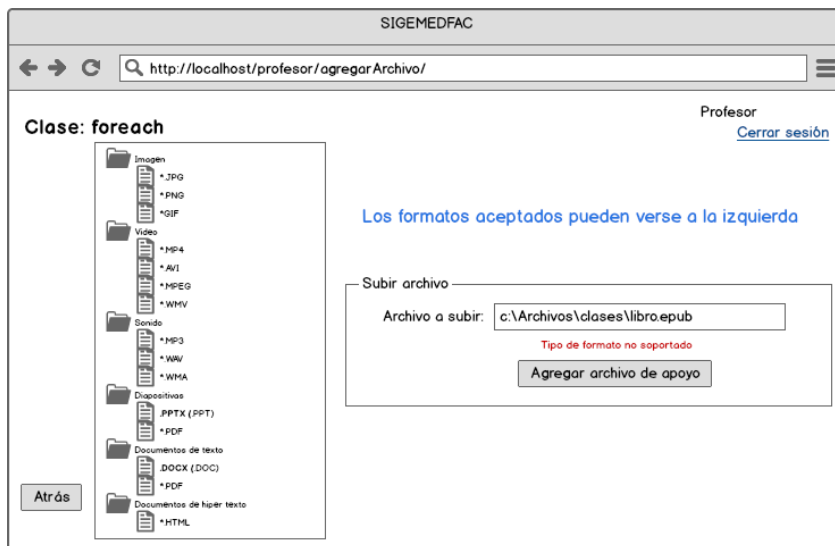 SIGEMEDFAC
http://localhost/profesor/agregarArchivo/
Profesor
Cerrar sesión
Clase: foreach
Imagen
*.JPG
*.PNG
*GIF
Video
*.MP4
*.AVI
*.MPEG
*.WMV
Sonido
*.MP3
*.WAV
*.WMA
Diapositivas
.PPTX (.PPT)
*.PDF
Documentos de texto
.DOCX (.DOC)
*.PDF
Documentos de hiper texto
*.HTML
Atrás
Los formatos aceptados pueden verse a la izquierda
Subir archivo
Archivo a subir: c:\Archivos\clases\libro.epub
Tipo de formato no soportado
Agregar archivo de apoyo